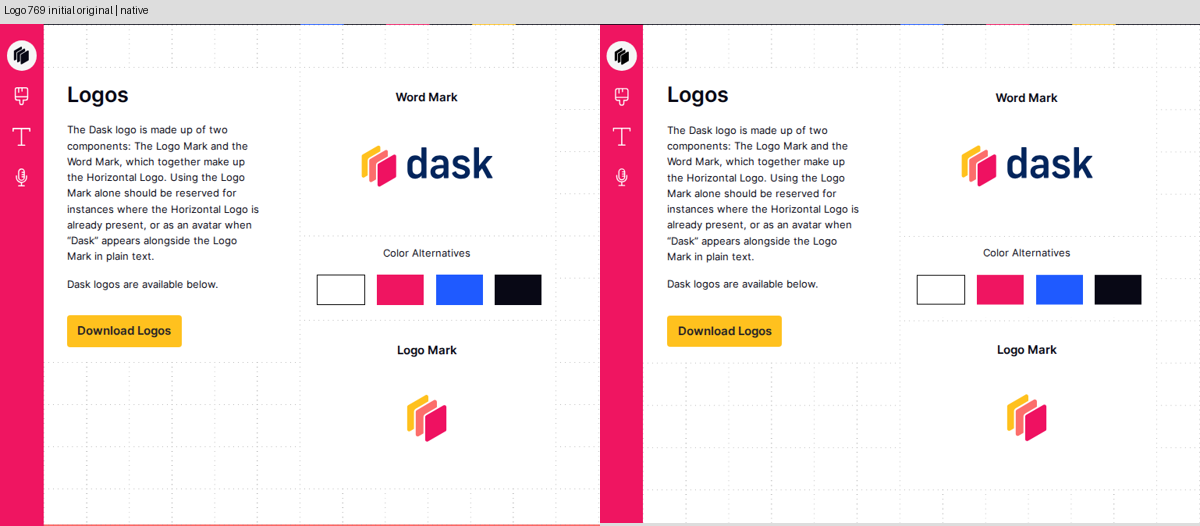 Logo 769 initial original | native
Logos
The Dask logo is made up of two
components: The Logo Mark and the
Word Mark, which together make up
the Horizontal Logo. Using the Logo
Mark alone should be reserved for
instances where the Horizontal Logo is
already present, or as an avatar when
“Dask” appears alongside the Logo
Mark in plain text.
Dask logos are available below.
Download Logos
Word Mark
dask
Color Alternatives
Logo Mark
Logos
The Dask logo is made up of two
components: The Logo Mark and the
Word Mark, which together make up
the Horizontal Logo. Using the Logo
Mark alone should be reserved for
instances where the Horizontal Logo is
already present, or as an avatar when
“Dask” appears alongside the Logo
Mark in plain text.
Dask logos are available below.
Download Logos
Word Mark
dask
Color Alternatives
Logo Mark